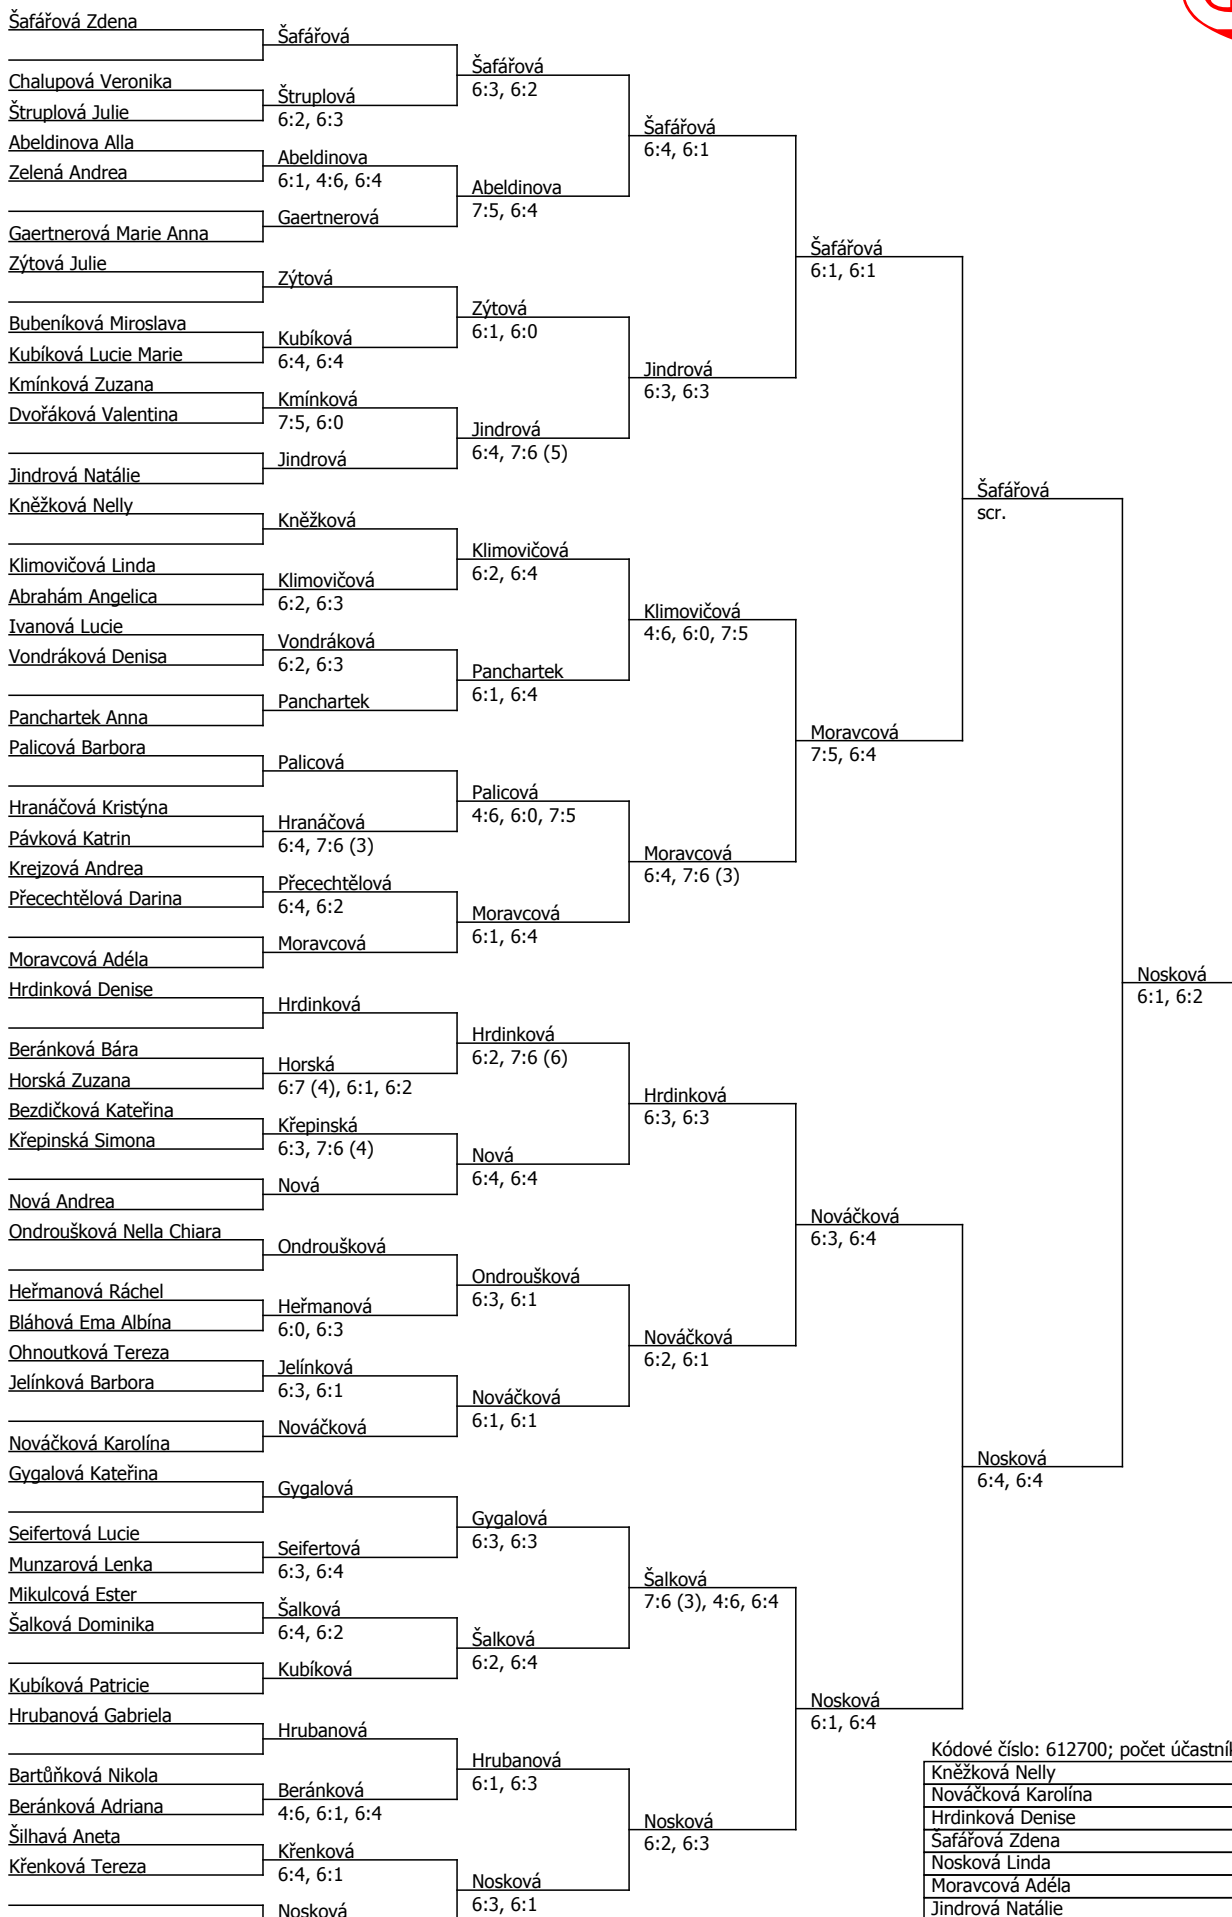 Šafářová Zdena
Chalupová Veronika
Štruplová Julie
Abeldinova Alla
Zelená Andrea
Gaertnerová Marie Anna
Zýtová Julie
Bubeníková Miroslava
Kubíková Lucie Marie
Kmínková Zuzana
Dvořáková Valentina
Jindrová Natálie
Kněžková Nelly
Klimovičová Linda
Abrahám Angelica
Ivanová Lucie
Vondráková Denisa
Panchartek Anna
Palicová Barbora
Hranáčová Kristýna
Pávková Katrin
Krejzová Andrea
Přecechtělová Darina
Moravcová Adéla
Hrdinková Denise
Beránková Bára
Horská Zuzana
Bezdičková Kateřina
Křepinská Simona
Nová Andrea
Ondroušková Nella Chiara
Heřmanová Ráchel
Bláhová Ema Albína
Ohnoutková Tereza
Jelínková Barbora
Nováčková Karolína
Gygalová Kateřina
Seifertová Lucie
Munzarová Lenka
Mikulcová Ester
Šalková Dominika
Kubíková Patricie
Hrubanová Gabriela
Bartůňková Nikola
Beránková Adriana
Šilhavá Aneta
Křenková Tereza
Šafářová
Štruplová
6:2, 6:3
Abeldinova
6:1, 4:6, 6:4
Gaertnerová
Zýtová
Kubíková
6:4, 6:4
Kmínková
7:5, 6:0
Jindrová
Kněžková
Klimovičová
6:2, 6:3
Vondráková
6:2, 6:3
Panchartek
Palicová
Hranáčová
6:4, 7:6 (3)
Přecechtělová
6:4, 6:2
Moravcová
Hrdinková
Horská
6:7 (4), 6:1, 6:2
Křepinská
6:3, 7:6 (4)
Nová
Ondroušková
Heřmanová
6:0, 6:3
Jelínková
6:3, 6:1
Nováčková
Gygalová
Seifertová
6:3, 6:4
Šalková
6:4, 6:2
Kubíková
Hrubanová
Beránková
4:6, 6:1, 6:4
Křenková
6:4, 6:1
Nosková
Šafářová
6:3, 6:2
Abeldinova
7:5, 6:4
Zýtová
6:1, 6:0
Jindrová
6:4, 7:6 (5)
Klimovičová
6:2, 6:4
Panchartek
6:1, 6:4
Palicová
4:6, 6:0, 7:5
Moravcová
6:1, 6:4
Hrdinková
6:2, 7:6 (6)
Nová
6:4, 6:4
Ondroušková
6:3, 6:1
Nováčková
6:1, 6:1
Gygalová
6:3, 6:3
Šalková
6:2, 6:4
Hrubanová
6:1, 6:3
Nosková
6:3, 6:1
Šafářová
6:4, 6:1
Jindrová
6:3, 6:3
Klimovičová
4:6, 6:0, 7:5
Moravcová
6:4, 7:6 (3)
Hrdinková
6:3, 6:3
Nováčková
6:2, 6:1
Šalková
7:6 (3), 4:6, 6:4
Nosková
6:2, 6:3
Šafářová
6:1, 6:1
Moravcová
7:5, 6:4
Nováčková
6:3, 6:4
Nosková
6:1, 6:4
Šafářová
scr.
Nosková
6:4, 6:4
Nosková
6:1, 6:2
Kódové číslo: 612700; počet účastník
Kněžková Nelly
Nováčková Karolína
Hrdinková Denise
Šafářová Zdena
Nosková Linda
Moravcová Adéla
Jindrová Natálie